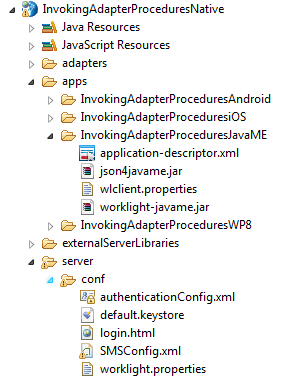 InvokingAdapterProceduresNative
Java Resources
JavaScript Resources
adapters
apps
InvokingAdapterProceduresAndroid
InvokingAdapterProceduresiOS
InvokingAdapterProceduresJavaME
application-descriptor.xml
json4javame.jar
wlclient.properties
worklight-javame.jar
InvokingAdapterProceduresWP8
externalServerLibraries
server
conf
authenticationConfig.xml
default.keystore
login.html
SMSConfig.xml
worklight.properties